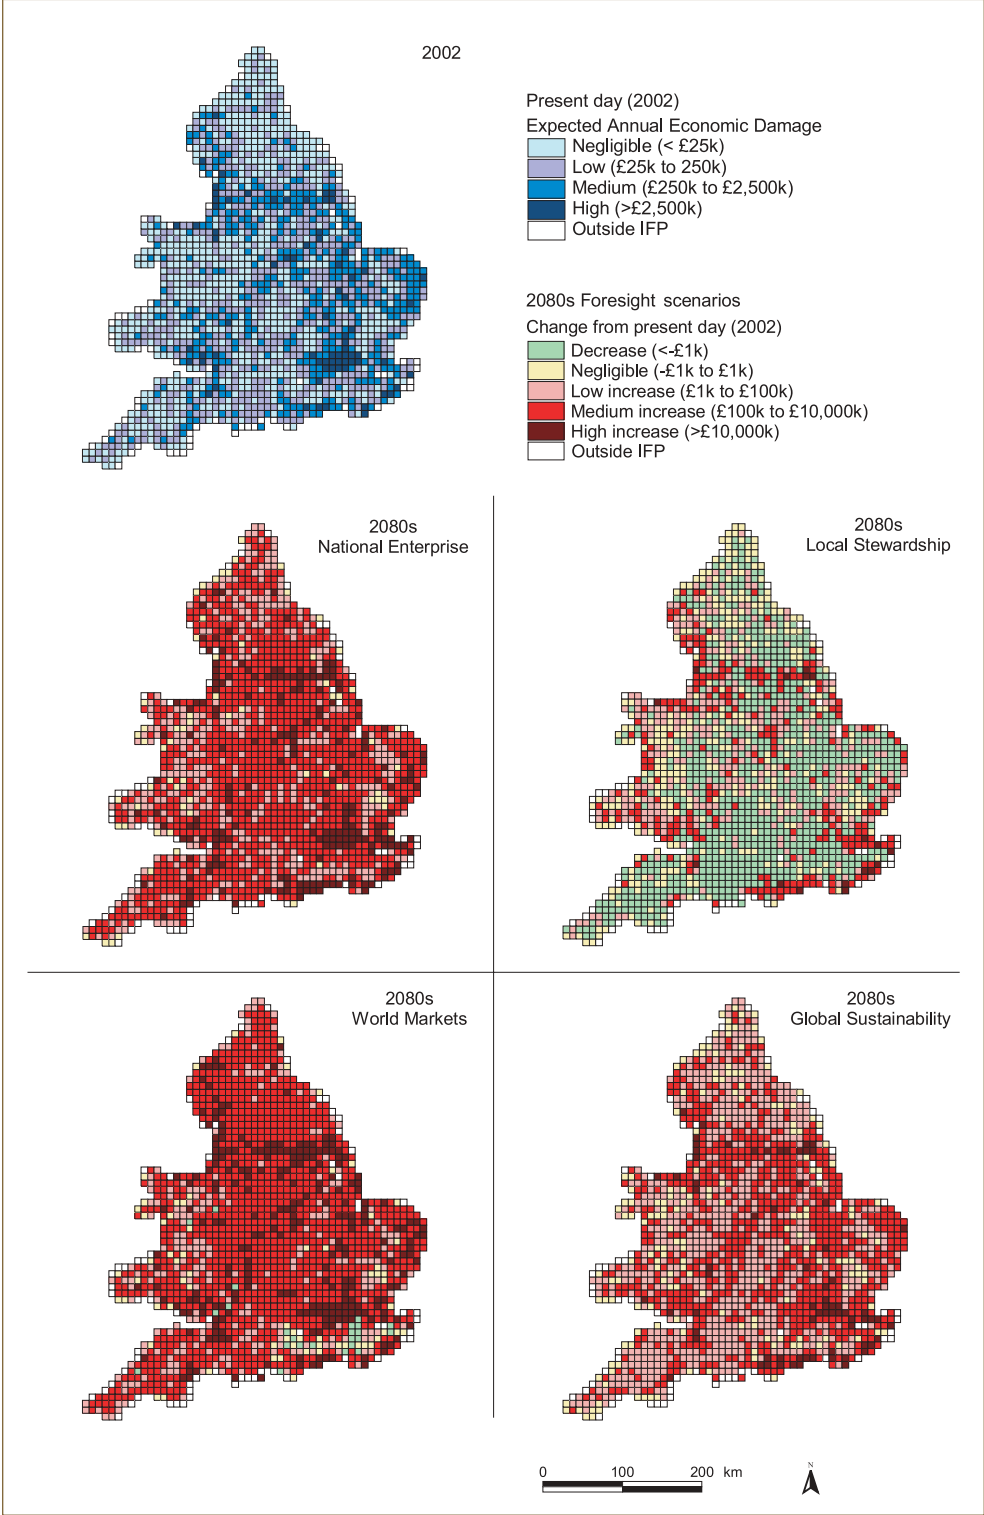 2002
Present day (2002)
Expected Annual Economic Damage
Negligible (< £25k)
Low (£25k to 250k)
Medium (£250k to £2,500k)
High (>£2,500k)
Outside IFP
2080s Foresight scenarios
Change from present day (2002)
Decrease (<-£1k)
Negligible (-£1k to £1k)
Low increase (£1k to £100k)
Medium increase (£100k to £10,000k)
High increase (>£10,000k)
Outside IFP
2080s
National Enterprise
2080s
Local Stewardship
2080s
World Markets
2080s
Global Sustainability
0 100 200 km
N